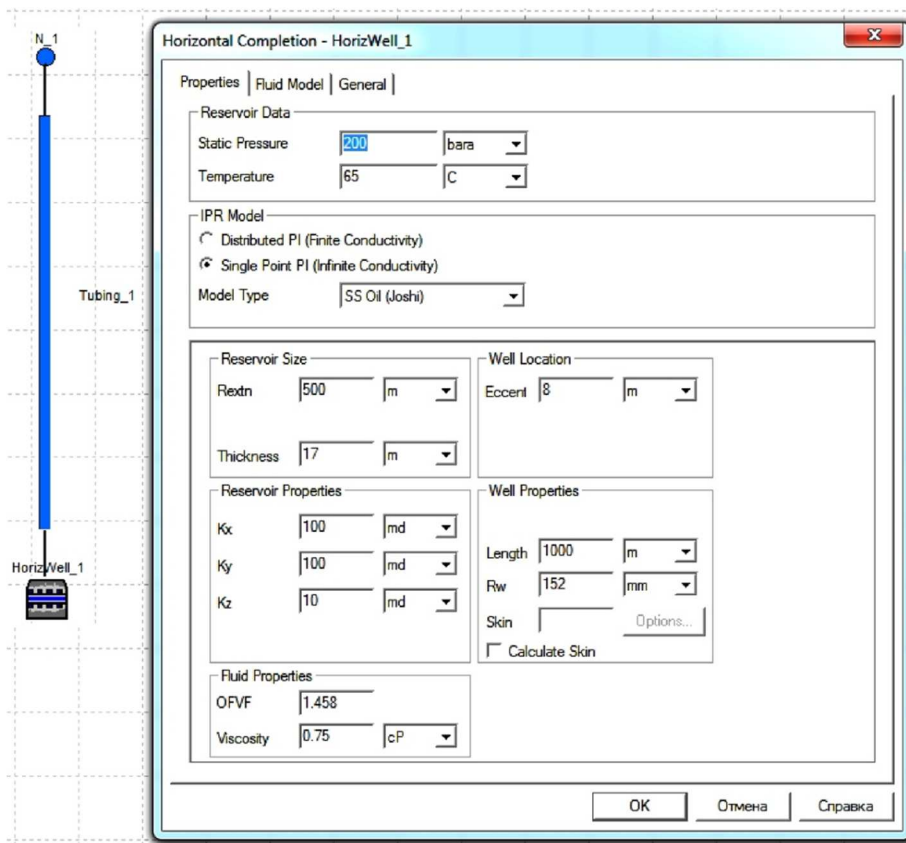 N_1
Tubing_1
HorizWell_1
Horizontal Completion - HorizWell_1
Properties Fluid Model General
Reservoir Data
Static Pressure 200 bara
Temperature 65 C
IPR Model
Distributed PI (Finite Conductivity)
Single Point PI (Infinite Conductivity)
Model Type SS Oil (Joshi)
Reservoir Size
Rextn 500 m
Thickness 17 m
Well Location
Eccent 8 m
Reservoir Properties
Kx 100 md
Ky 100 md
Kz 10 md
Well Properties
Length 1000 m
Rw 152 mm
Skin Options...
Calculate Skin
Fluid Properties
OFVF 1.458
Viscosity 0.75 cP
OK Отмена Справка